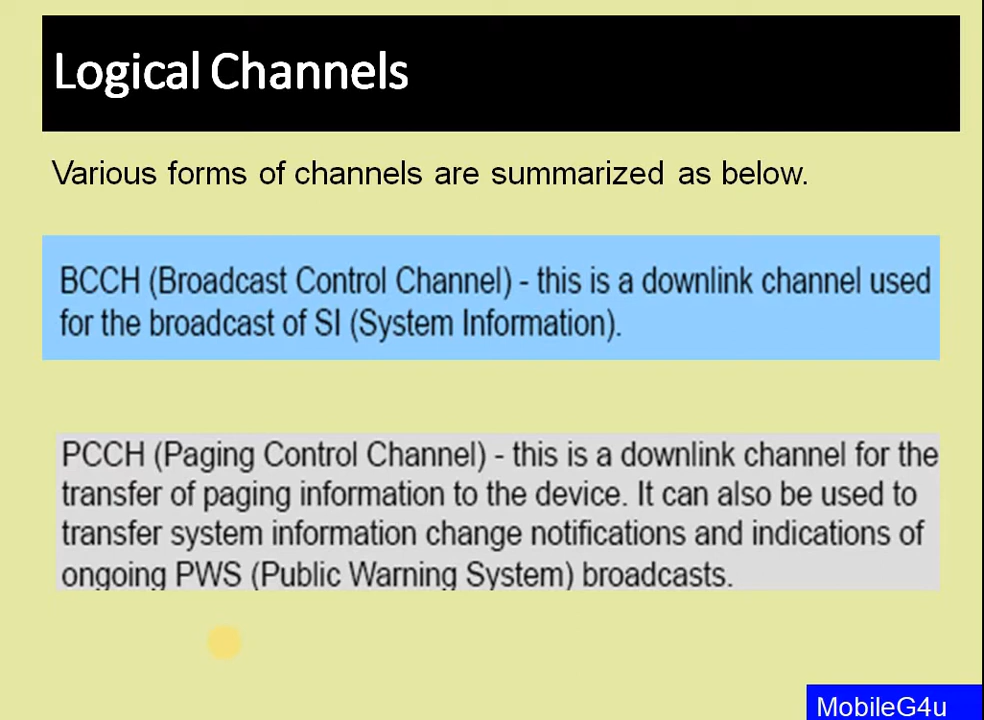 Logical Channels
Various forms of channels are summarized as below.
BCCH (Broadcast Control Channel) - this is a downlink channel used
for the broadcast of SI (System Information).
PCCH (Paging Control Channel) - this is a downlink channel for the
transfer of paging information to the device. It can also be used to
transfer system information change notifications and indications of
ongoing PWS (Public Warning System) broadcasts.
MobileG4u